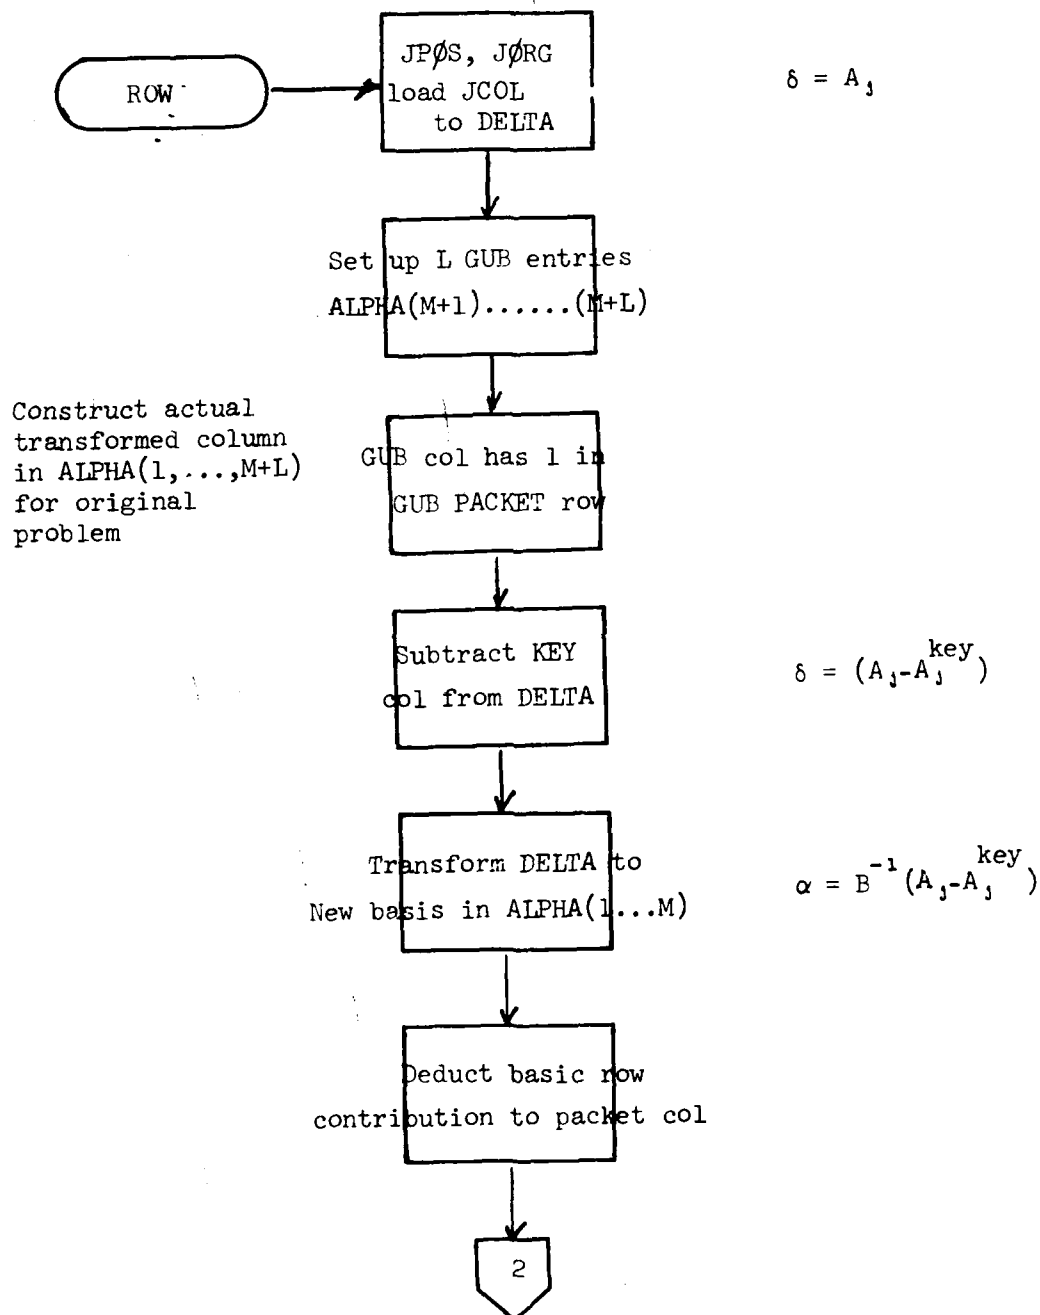 ROW
JPØS, JØRG
load JCOL
to DELTA
δ = A_j
Set up L GUB entries
ALPHA(M+1)......(M+L)
Construct actual
transformed column
in ALPHA(1,...,M+L)
for original
problem
GUB col has 1 in
GUB PACKET row
Subtract KEY
col from DELTA
δ = (A_j-A_j^key)
Transform DELTA to
New basis in ALPHA(1...M)
α = B^-1(A_j-A_j^key)
Deduct basic row
contribution to packet col
2